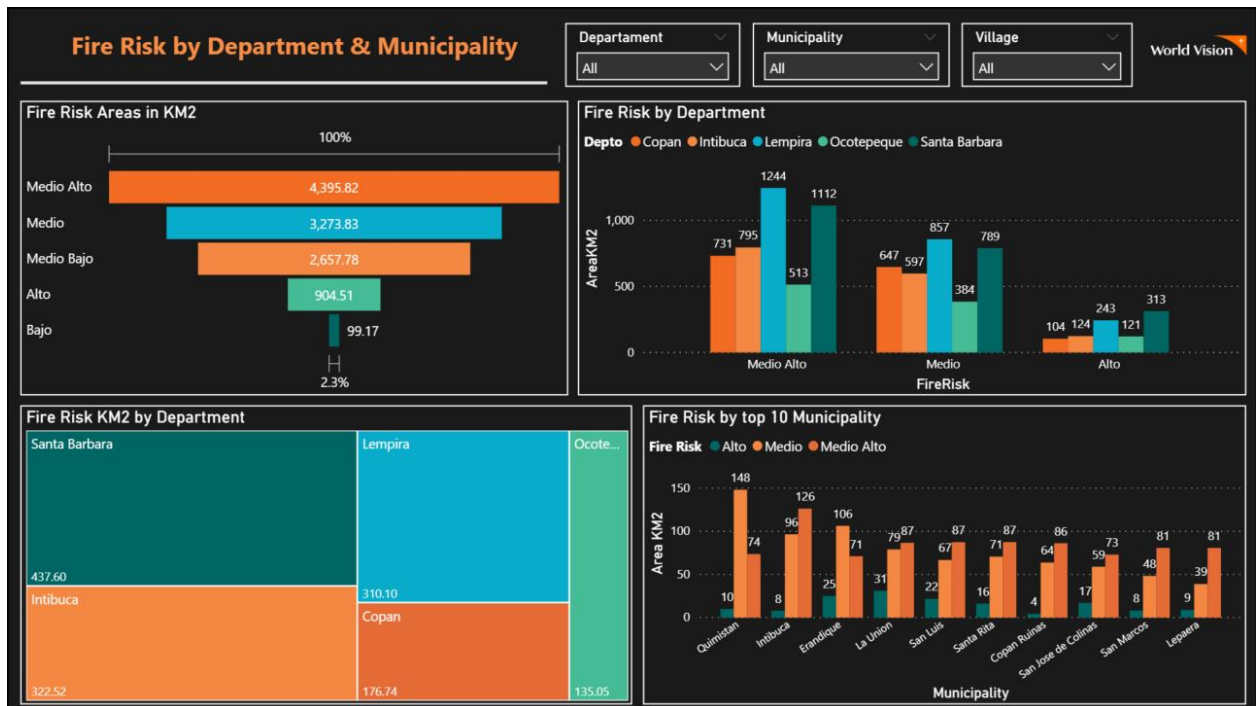 Fire Risk by Department & Municipality
Departament
All
Municipality
All
Village
All
World Vision
Fire Risk Areas in KM2
100%
Medio Alto
4,395.82
Medio
3,273.83
Medio Bajo
2,657.78
Alto
904.51
Bajo
99.17
2.3%
Fire Risk by Department
Depto Copan Intibuca Lempira Ocotepeque Santa Barbara
AreaKM2
1,000
500
0
731 795 1244 513 1112
647 597 857 384 789
104 124 243 121 313
Medio Alto Medio Alto
FireRisk
Fire Risk KM2 by Department
Santa Barbara
437.60
Intibuca
322.52
Lempira
310.10
Copan
176.74
Ocote...
135.05
Fire Risk by top 10 Municipality
Fire Risk Alto Medio Medio Alto
Area KM2
150
100
50
0
10 148 74
8 96 126
25 106 71
31 79 87
22 67 87
16 71 87
4 64 86
17 59 73
8 48 81
9 39 81
Quimistan Intibuca Erandique La Union San Luis Santa Rita Copan Ruinas San Jose de Colinas San Marcos Lepaera
Municipality